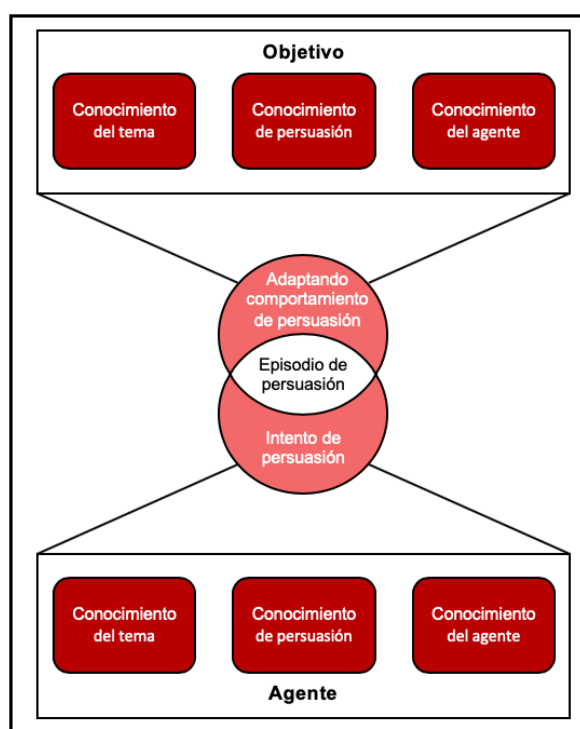 Objetivo
Conocimiento
del tema
Conocimiento
de persuasión
Conocimiento
del agente
Adaptando
comportamiento
de persuasión
Episodio de
persuasión
Intento de
persuasión
Conocimiento
del tema
Conocimiento
de persuasión
Conocimiento
del agente
Agente